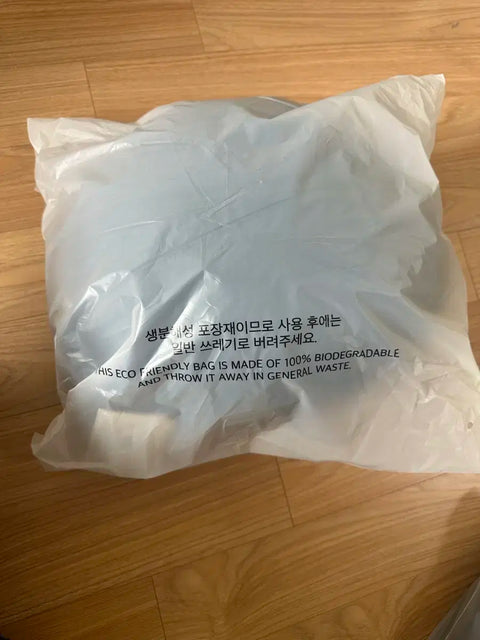 생분해성 포장재이므로 사용 후에는
일반 쓰레기로 버려주세요.
THIS ECO FRIENDLY BAG IS MADE OF 100% BIODEGRADABLE
AND THROW IT AWAY IN GENERAL WASTE.